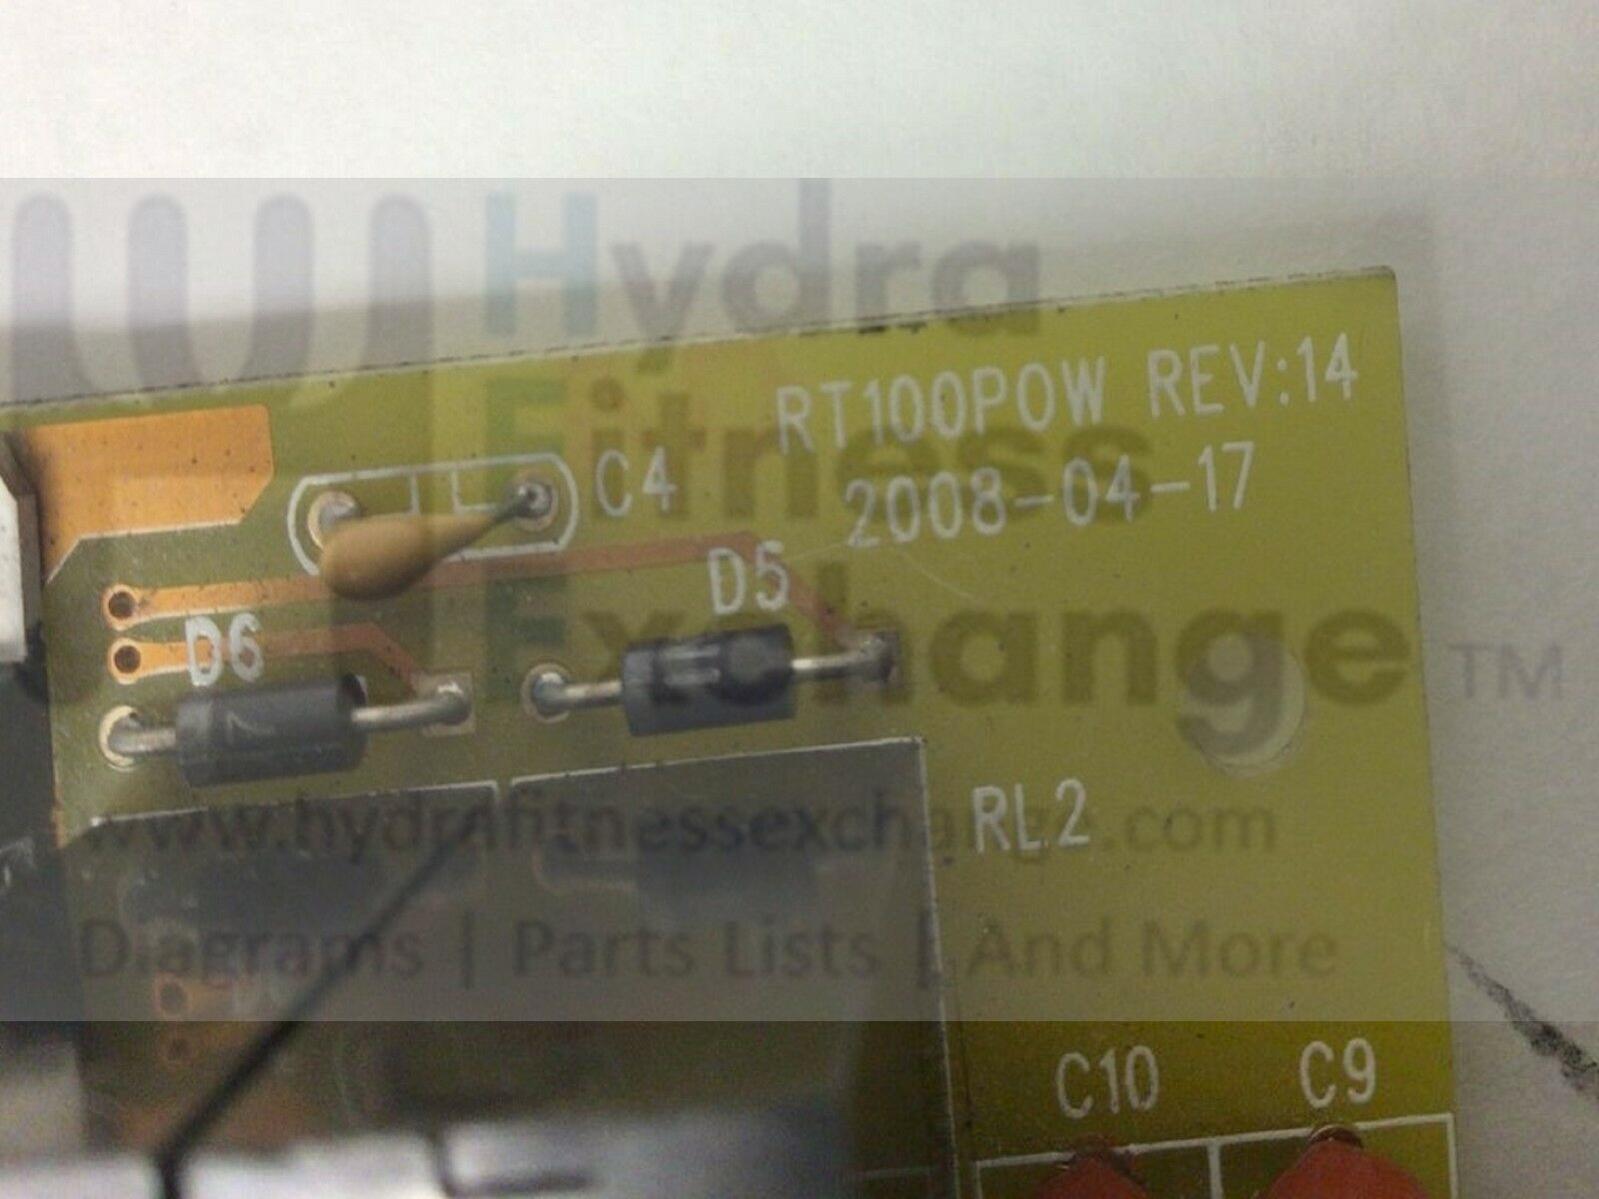 Hydra
RT100POW REV:14
Fitness
C4
2008-04-17
D5
Exchange
D6
TM
www.hydrafitnessexchange.com
RL2
Diagrams | Parts Lists | And More
C10
C9